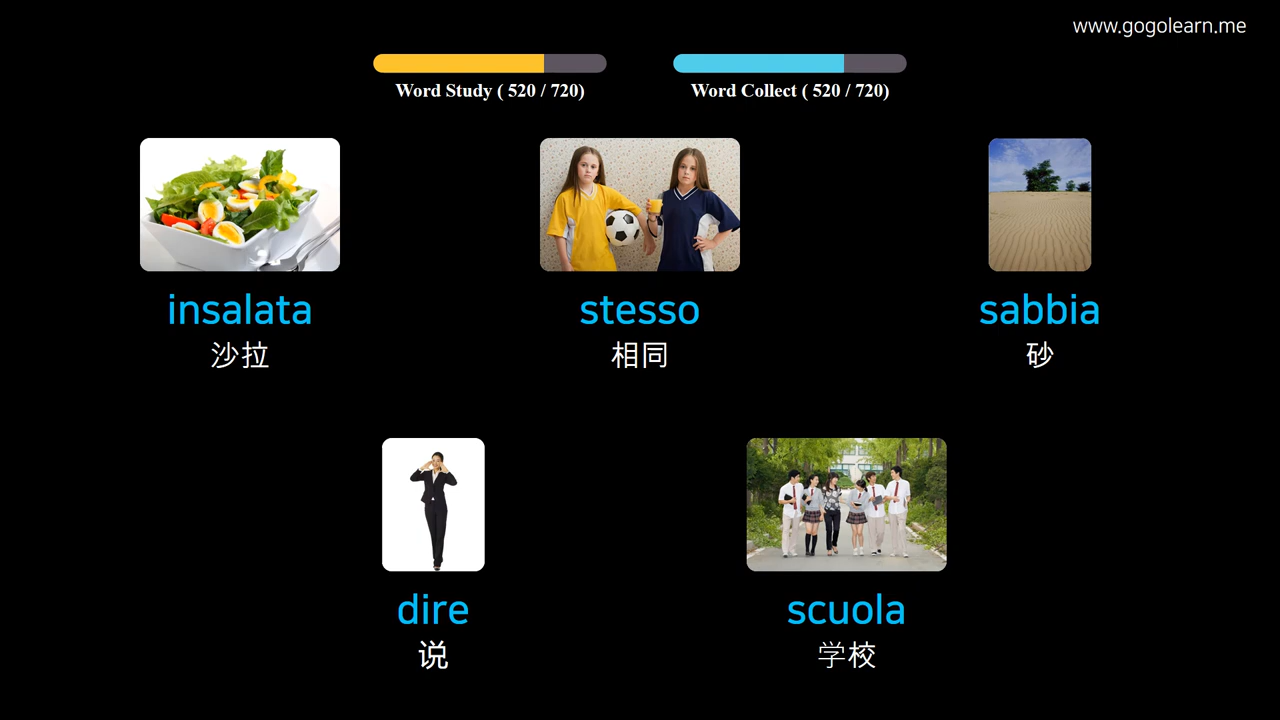 www.gogolearn.me
Word Study ( 520 / 720)
Word Collect ( 520 / 720)
insalata
沙拉
stesso
相同
sabbia
砂
dire
说
scuola
学校